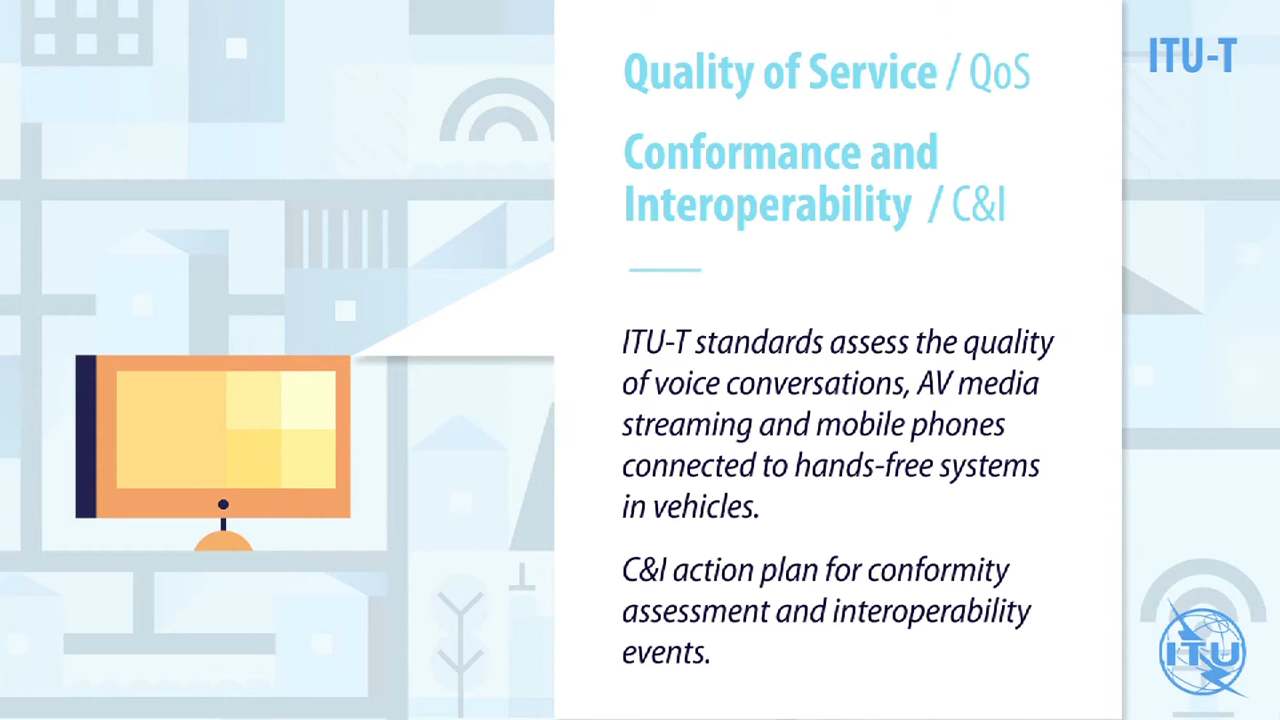 Quality of Service / QoS
ITU-T
Conformance and
Interoperability / C&I
ITU-T standards assess the quality
of voice conversations, AV media
streaming and mobile phones
connected to hands-free systems
in vehicles.
C&I action plan for conformity
assessment and interoperability
events.
ITU